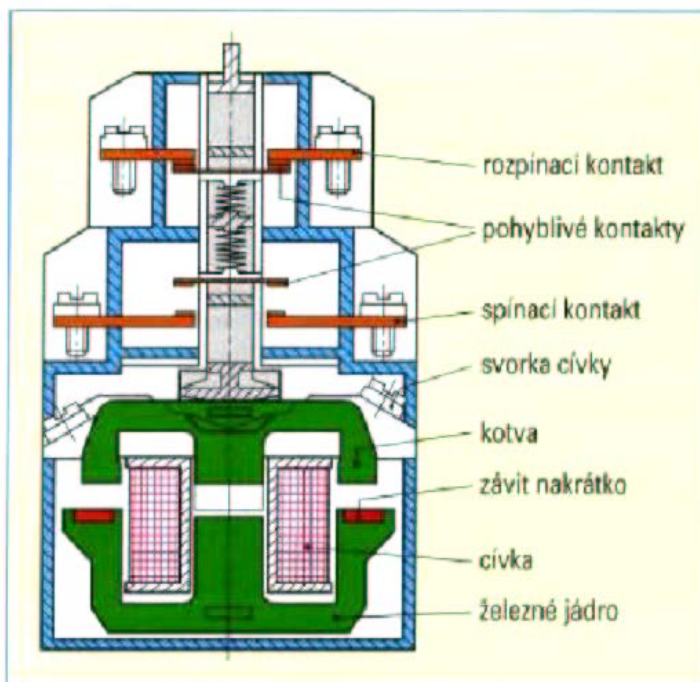 rozpínací kontakt
pohyblivé kontakty
spínací kontakt
svorka cívky
kotva
závit nakrátko
cívka
železné jádro